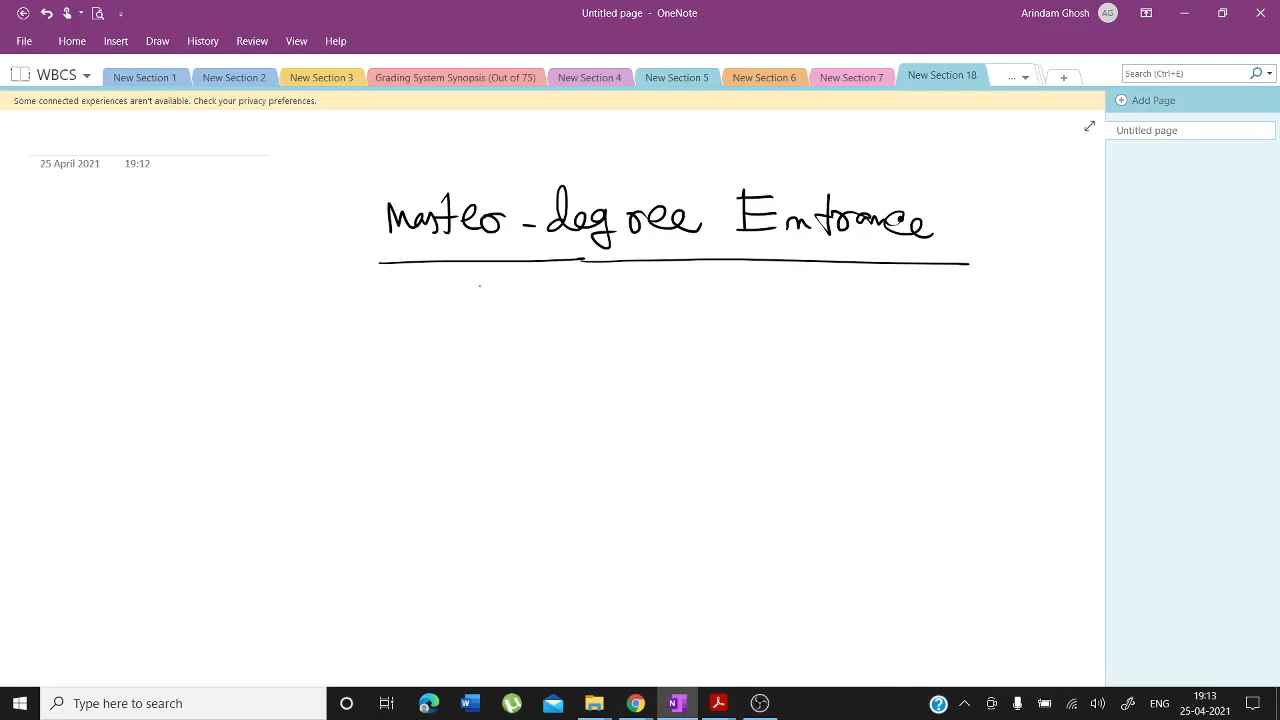 Untitled page - OneNote
Arindam Ghosh AG
File Home Insert Draw History Review View Help
WBCS New Section 1 New Section 2 New Section 3 Grading System Synopsis (Out of 75) New Section 4 New Section 5 New Section 6 New Section 7 New Section 18 ... Search (Ctrl+E)
Some connected experiences aren't available. Check your privacy preferences.
Add Page
Untitled page
25 April 2021 19:12
Master-degree Entrance
Type here to search
ENG 19:13
25-04-2021